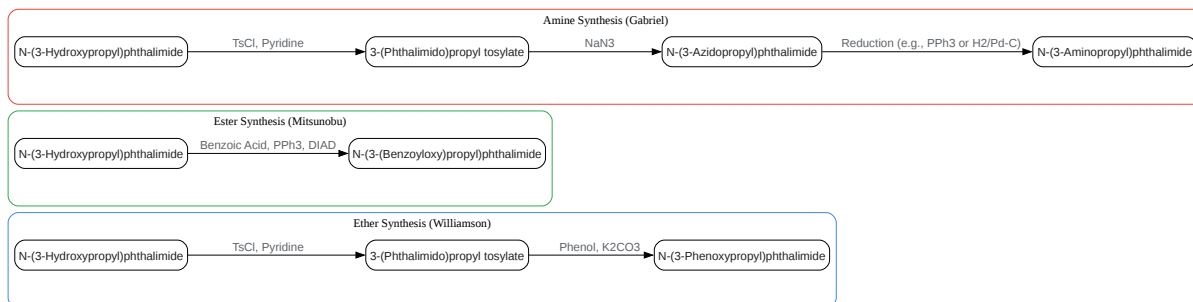 Amine Synthesis (Gabriel)
N-(3-Hydroxypropyl)phthalimide
TsCl, Pyridine
3-(Phthalimido)propyl tosylate
NaN3
N-(3-Azidopropyl)phthalimide
Reduction (e.g., PPh3 or H2/Pd-C)
N-(3-Aminopropyl)phthalimide
Ester Synthesis (Mitsunobu)
N-(3-Hydroxypropyl)phthalimide
Benzoic Acid, PPh3, DIAD
N-(3-(Benzoyloxy)propyl)phthalimide
Ether Synthesis (Williamson)
N-(3-Hydroxypropyl)phthalimide
TsCl, Pyridine
3-(Phthalimido)propyl tosylate
Phenol, K2CO3
N-(3-Phenoxypropyl)phthalimide